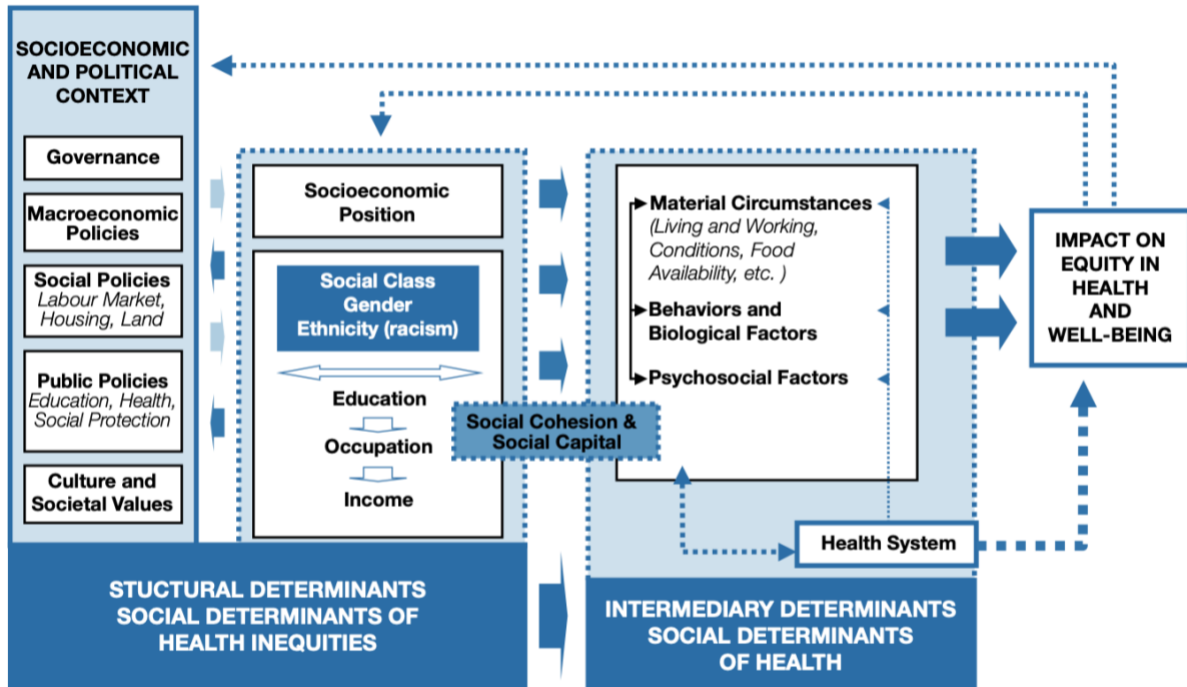 SOCIOECONOMIC
AND POLITICAL
CONTEXT
Governance
Macroeconomic
Policies
Social Policies
Labour Market,
Housing, Land
Public Policies
Education, Health,
Social Protection
Culture and
Societal Values
Socioeconomic
Position
Social Class
Gender
Ethnicity (racism)
Education
Occupation
Income
Social Cohesion &
Social Capital
Material Circumstances
(Living and Working,
Conditions, Food
Availability, etc. )
Behaviors and
Biological Factors
Psychosocial Factors
Health System
IMPACT ON
EQUITY IN
HEALTH
AND
WELL-BEING
STUCTURAL DETERMINANTS
SOCIAL DETERMINANTS OF
HEALTH INEQUITIES
INTERMEDIARY DETERMINANTS
SOCIAL DETERMINANTS
OF HEALTH